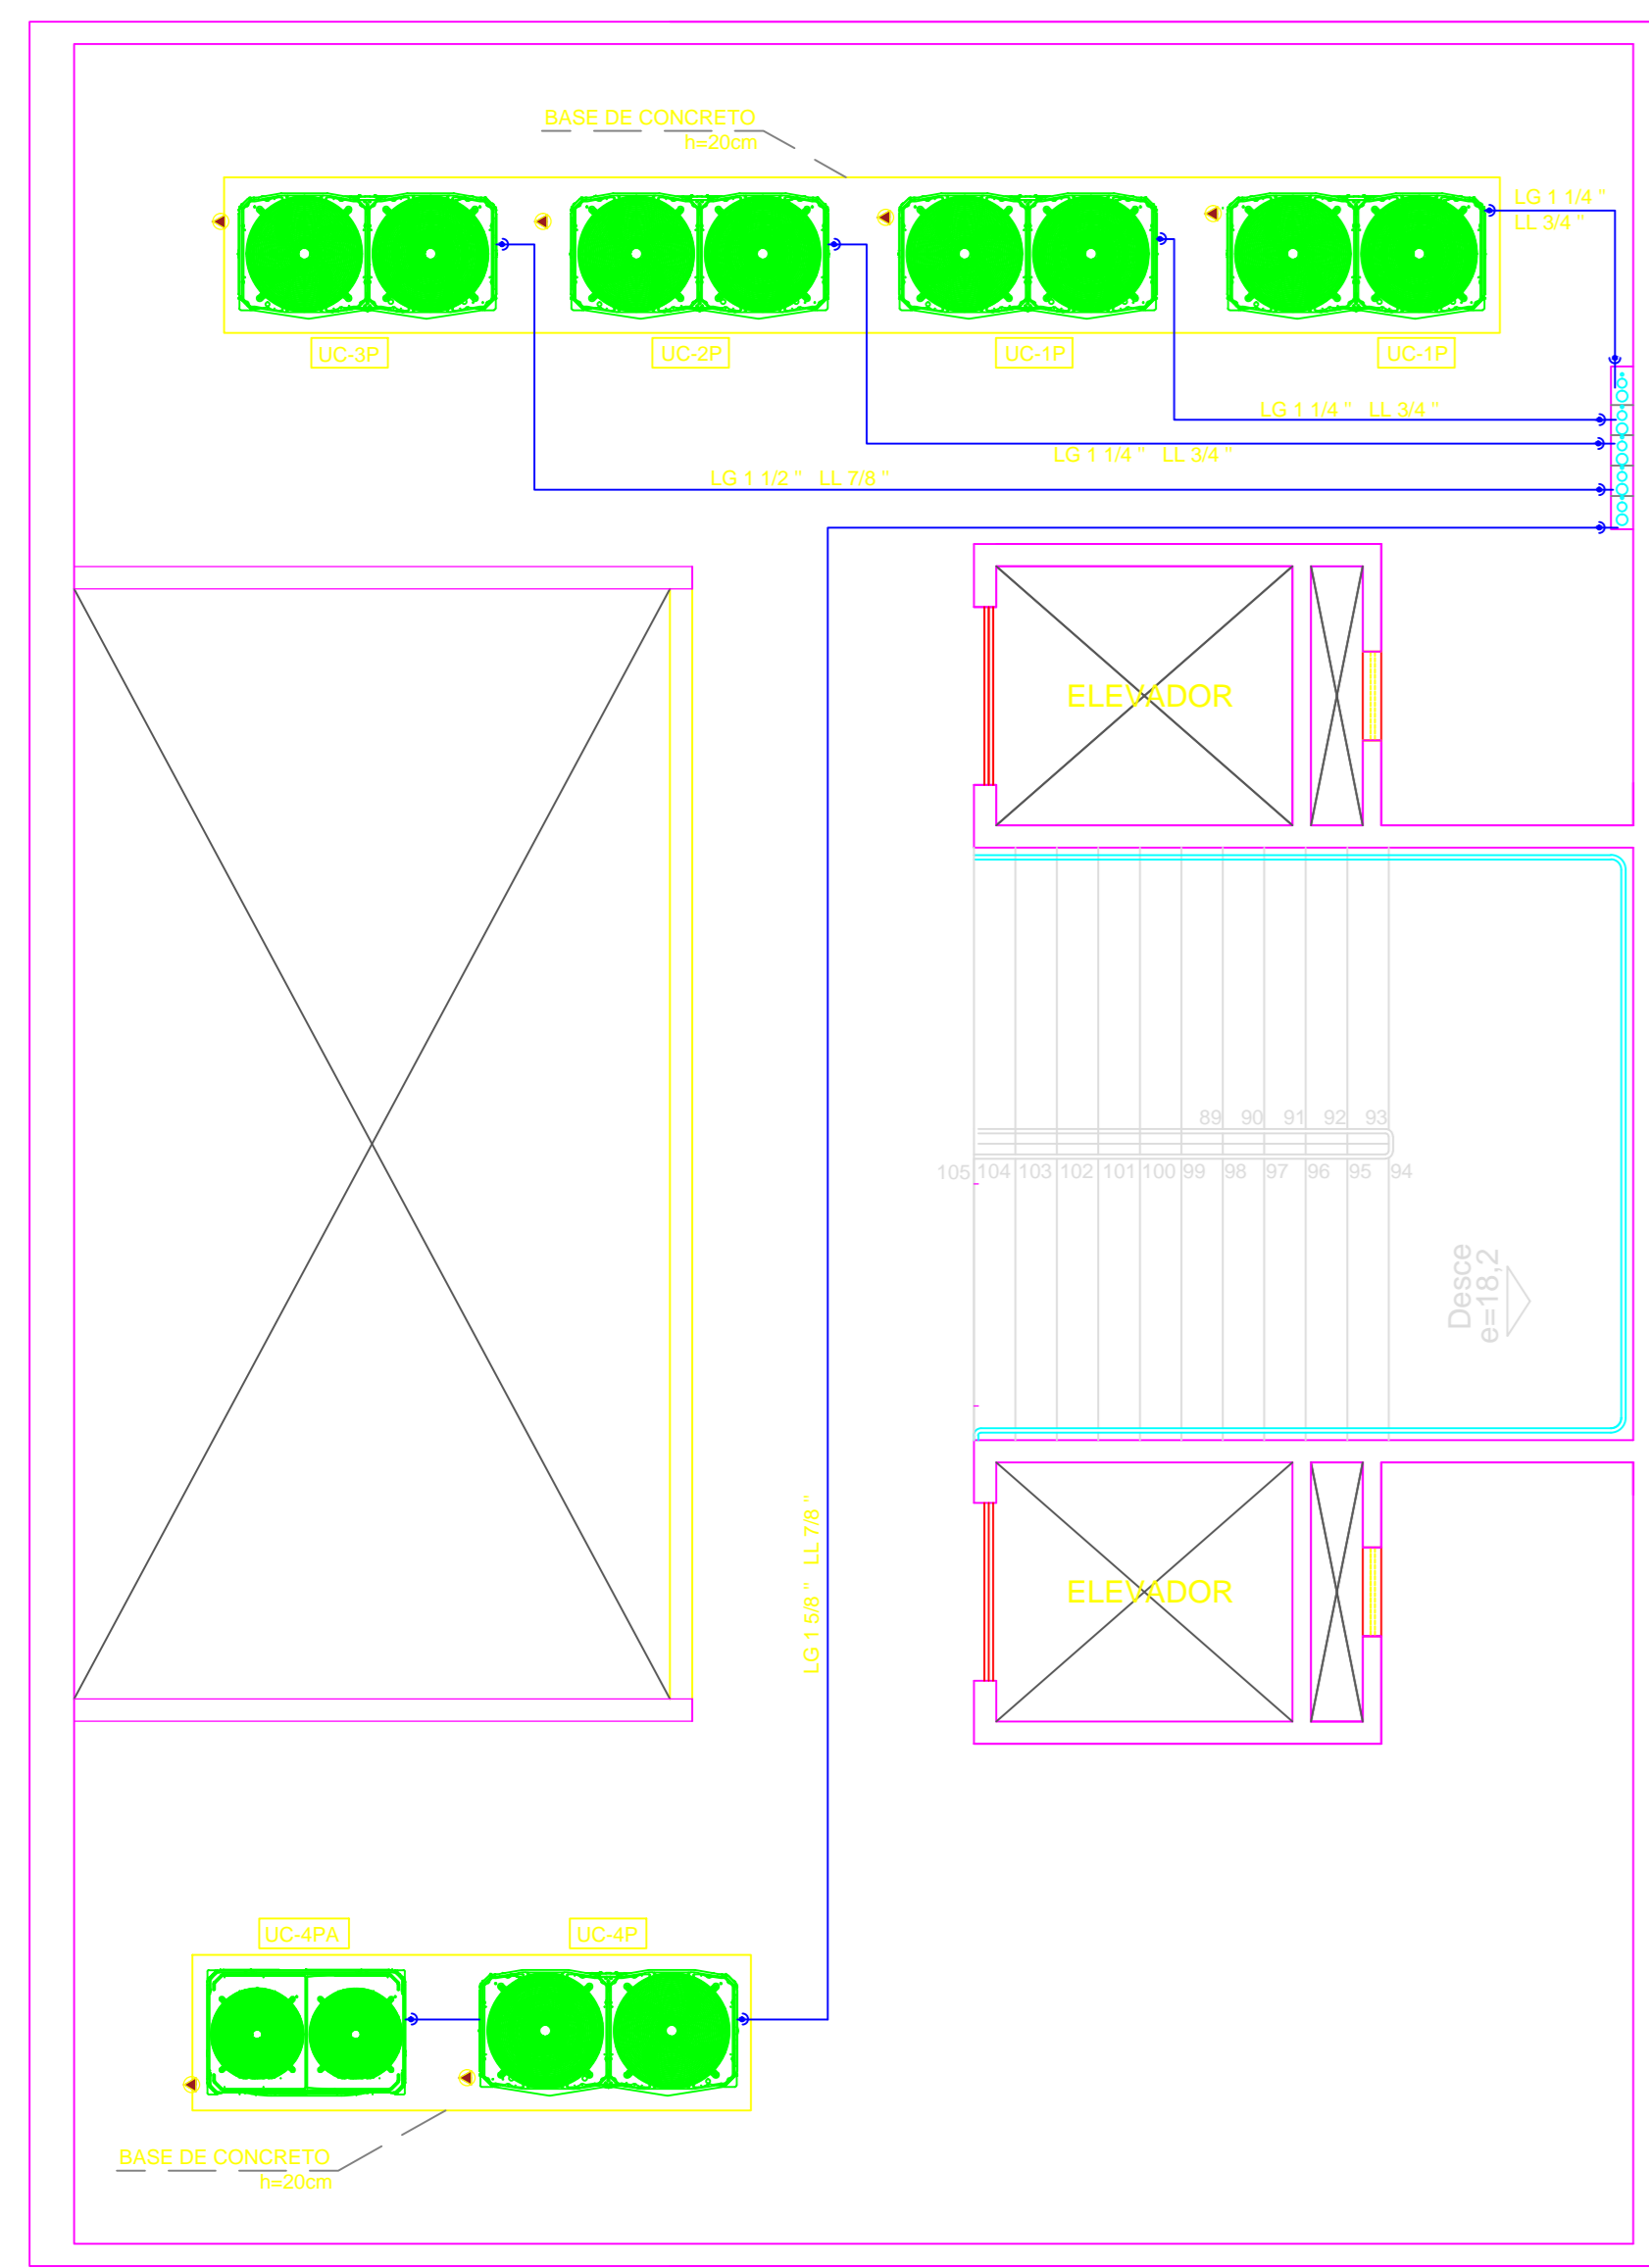 BASE DE CONCRETO
h=20cm
LG 1 1/4 "
LL 3/4 "
UC-3P
UC-2P
UC-1P
UC-1P
LG 1 1/4 " LL 3/4 "
LG 1 1/4 " LL 3/4 "
LG 1 1/2 " LL 7/8 "
ELEVADOR
89 90 91 92 93
105 104 103 102 101 100 99 98 97 96 95 94
Desce
e=18,2
LG 1 5/8 " LL 7/8 "
ELEVADOR
UC-4PA
UC-4P
BASE DE CONCRETO
h=20cm